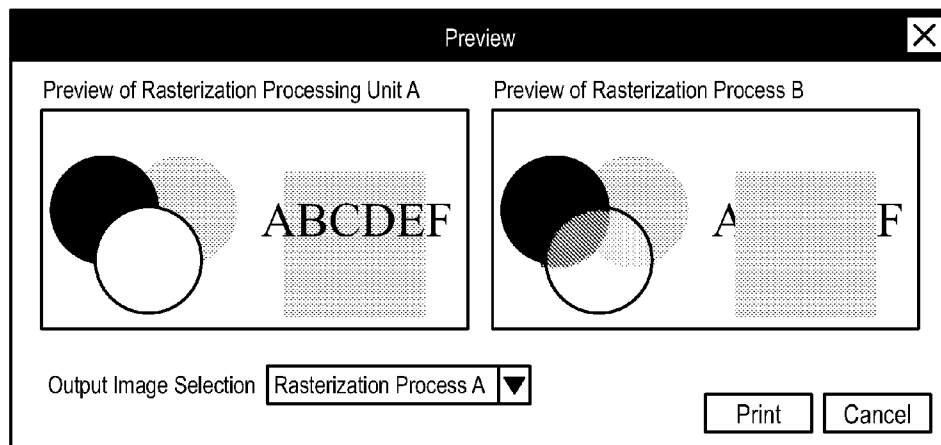 Preview
Preview of Rasterization Processing Unit A
Preview of Rasterization Process B
ABCDEF
A F
Output Image Selection Rasterization Process A
Print Cancel